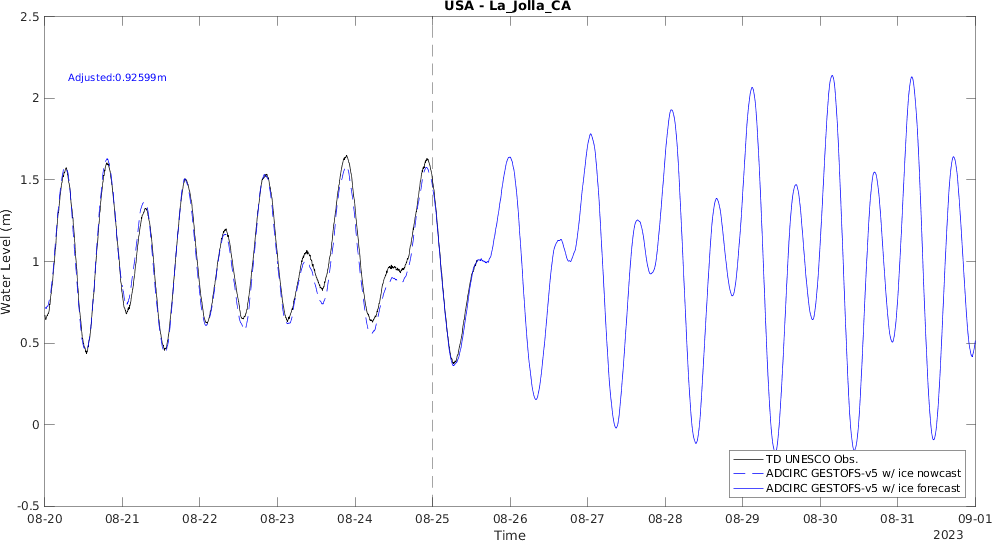 USA - La_Jolla_CA
Adjusted:0.92599m
Water Level (m)
2.5
2
1.5
1
0.5
0
-0.5
TD UNESCO Obs.
ADCIRC GESTOFS-v5 w/ ice nowcast
ADCIRC GESTOFS-v5 w/ ice forecast
08-20 08-21 08-22 08-23 08-24 08-25 08-26 08-27 08-28 08-29 08-30 08-31 09-01
Time
2023